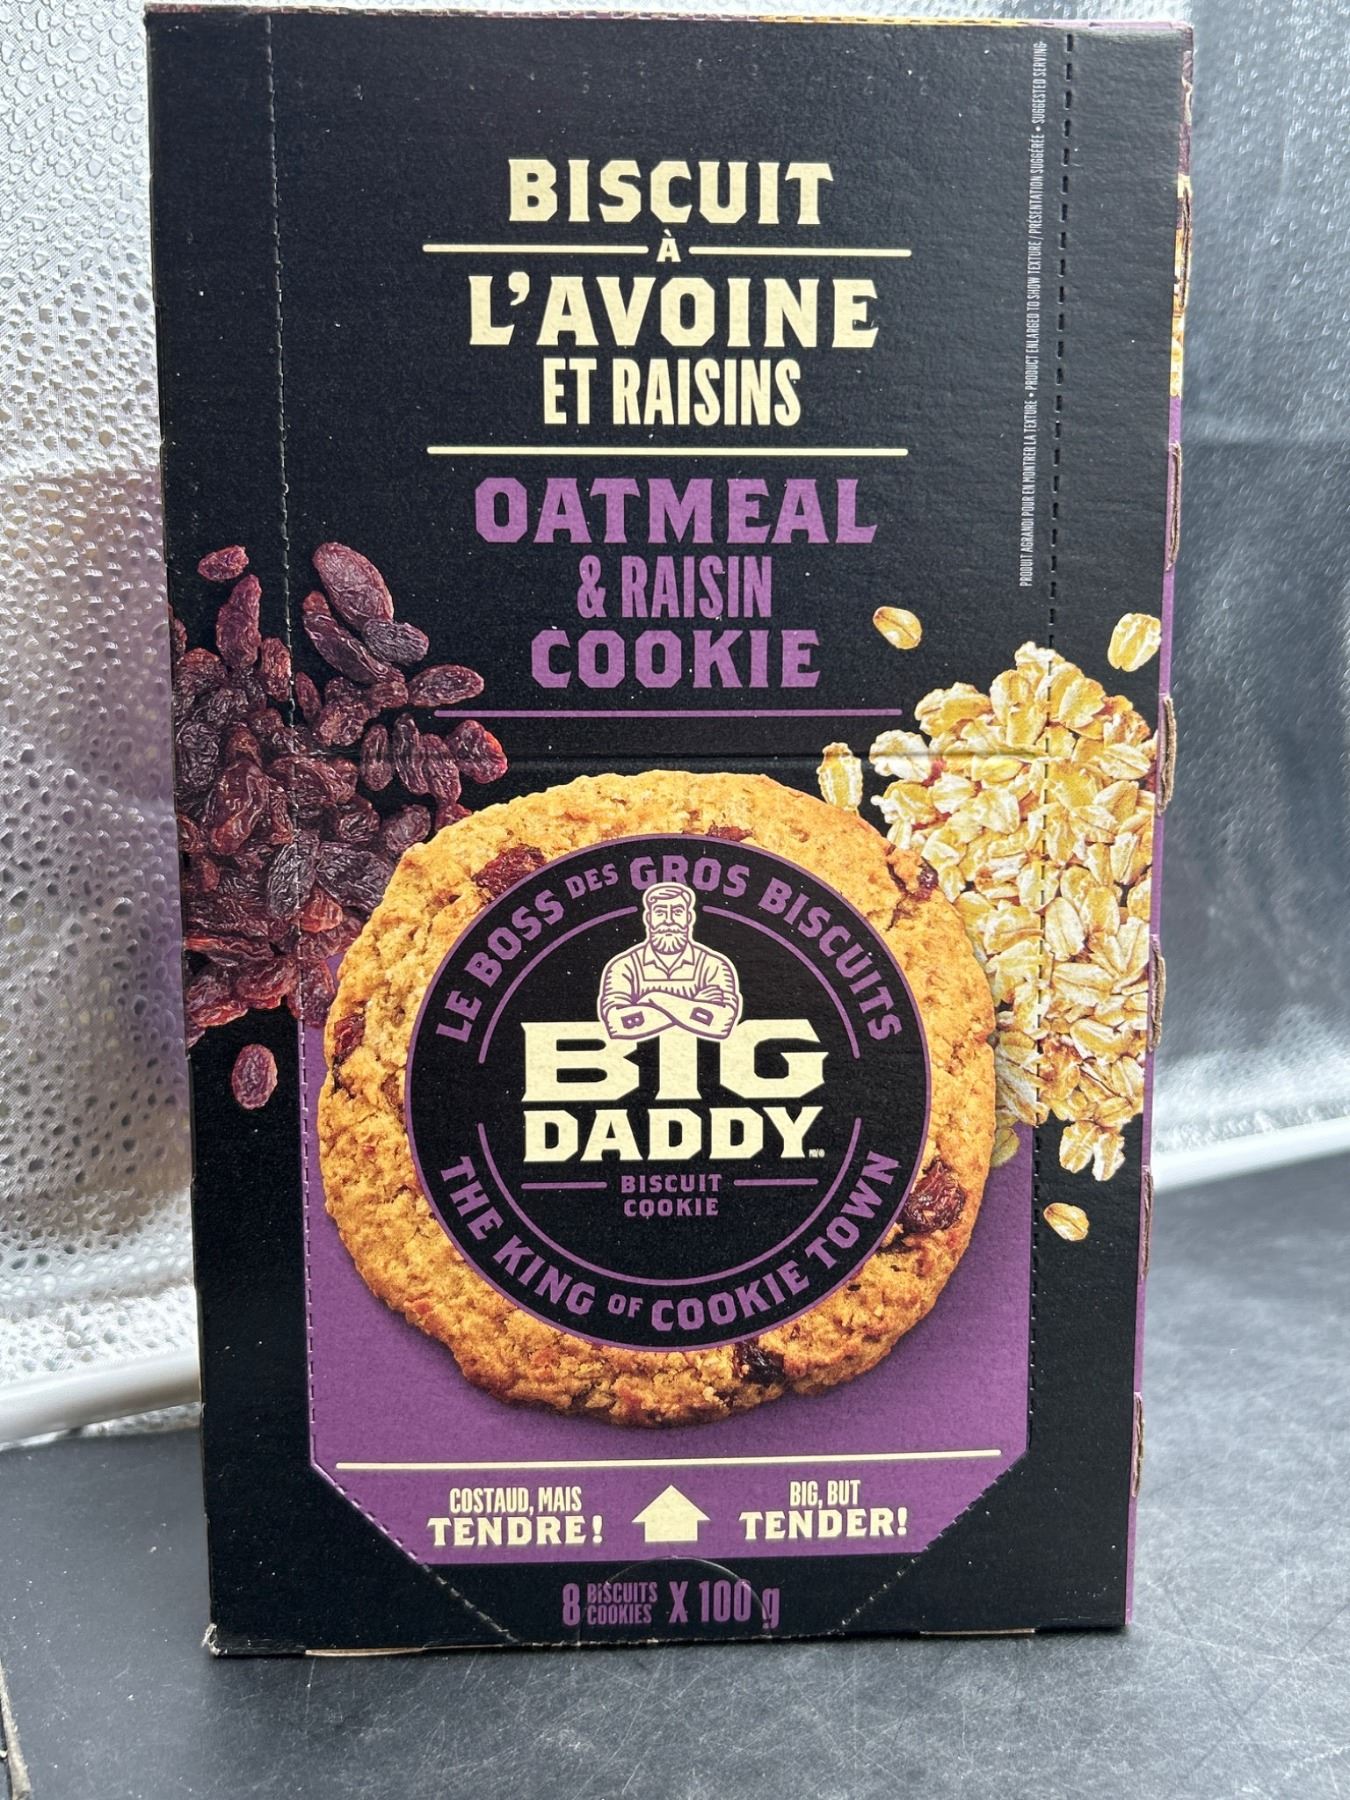 BISCUIT
À
L'AVOINE
ET RAISINS
OATMEAL
& RAISIN
COOKIE
PRODUIT AGRANDI POUR EN MONTRER LA TEXTURE • PRODUCT ENLARGED TO SHOW TEXTURE / PRÉSENTATION SUGGÉRÉE • SUGGESTED SERVING
LE BOSS DES GROS BISCUITS
B D
BIG
DADDY
BISCUIT
COOKIE
THE KING OF COOKIE TOWN
COSTAUD, MAIS
TENDRE!
BIG, BUT
TENDER!
8 BISCUITS COOKIES X 100 g